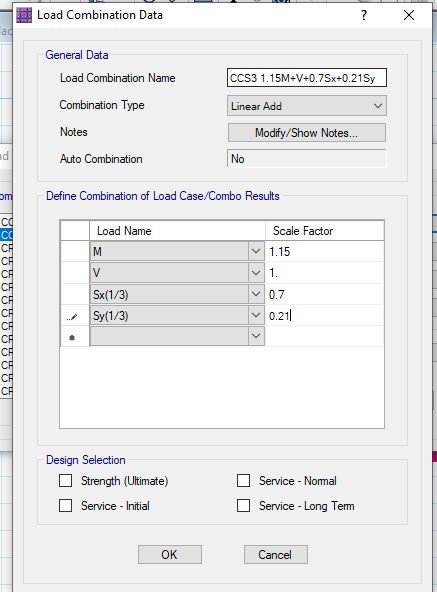 Load Combination Data
General Data
Load Combination Name CCS3 1.15M+V+0.7Sx+0.21Sy
Combination Type Linear Add
Notes Modify/Show Notes...
Auto Combination No
Define Combination of Load Case/Combo Results
Load Name Scale Factor
M 1.15
V 1.
Sx(1/3) 0.7
Sy(1/3) 0.21
Design Selection
Strength (Ultimate) Service - Normal
Service - Initial Service - Long Term
OK Cancel